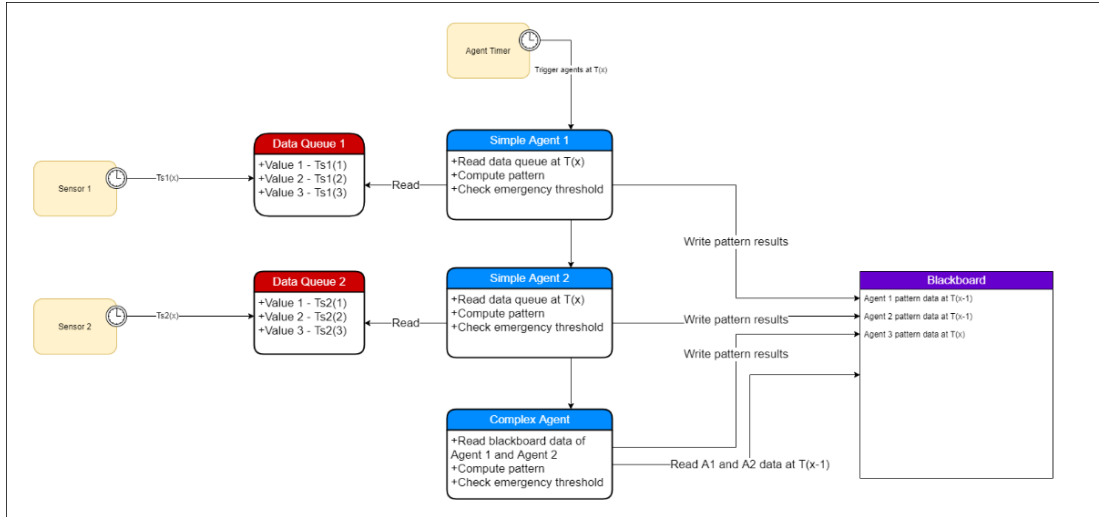 Agent Timer
Trigger agents at T(x)
Data Queue 1
+Value 1 - Ts1(1)
+Value 2 - Ts1(2)
+Value 3 - Ts1(3)
Simple Agent 1
+Read data queue at T(x)
+Compute pattern
+Check emergency threshold
Sensor 1
Ts1(x)
Read
Write pattern results
Data Queue 2
+Value 1 - Ts2(1)
+Value 2 - Ts2(2)
+Value 3 - Ts2(3)
Simple Agent 2
+Read data queue at T(x)
+Compute pattern
+Check emergency threshold
Sensor 2
Ts2(x)
Read
Write pattern results
Write pattern results
Blackboard
Agent 1 pattern data at T(x-1)
Agent 2 pattern data at T(x-1)
Agent 3 pattern data at T(x)
Complex Agent
+Read blackboard data of
Agent 1 and Agent 2
+Compute pattern
+Check emergency threshold
Read A1 and A2 data at T(x-1)